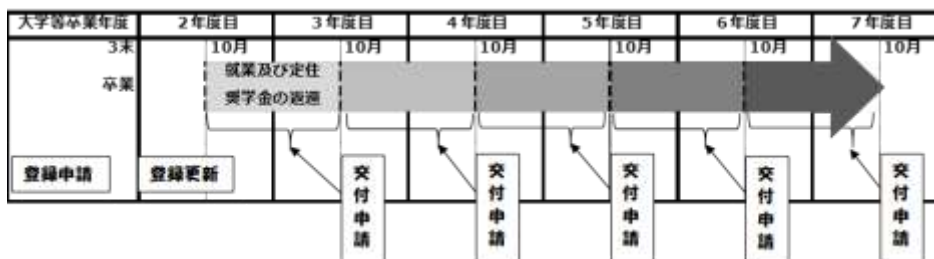 大学等卒業年度 2年度目 3年度目 4年度目 5年度目 6年度目 7年度目
3末 10月 10月 10月 10月 10月 10月
卒業
就業及び定住
奨学金の返還
登録申請 登録更新
交付申請 交付申請 交付申請 交付申請 交付申請